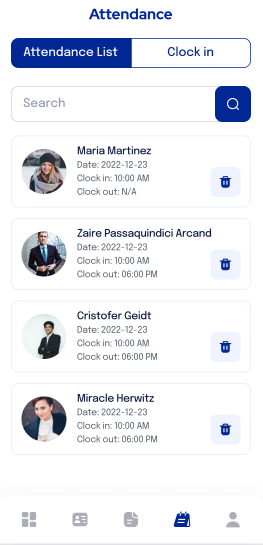 Attendance
Attendance List
Clock in
Search
Maria Martinez
Date: 2022-12-23
Clock in: 10:00 AM
Clock out: N/A
Zaire Passaquindici Arcand
Date: 2022-12-23
Clock in: 10:00 AM
Clock out: 06:00 PM
Cristofer Geidt
Date: 2022-12-23
Clock in: 10:00 AM
Clock out: 06:00 PM
Miracle Herwitz
Date: 2022-12-23
Clock in: 10:00 AM
Clock out: 06:00 PM